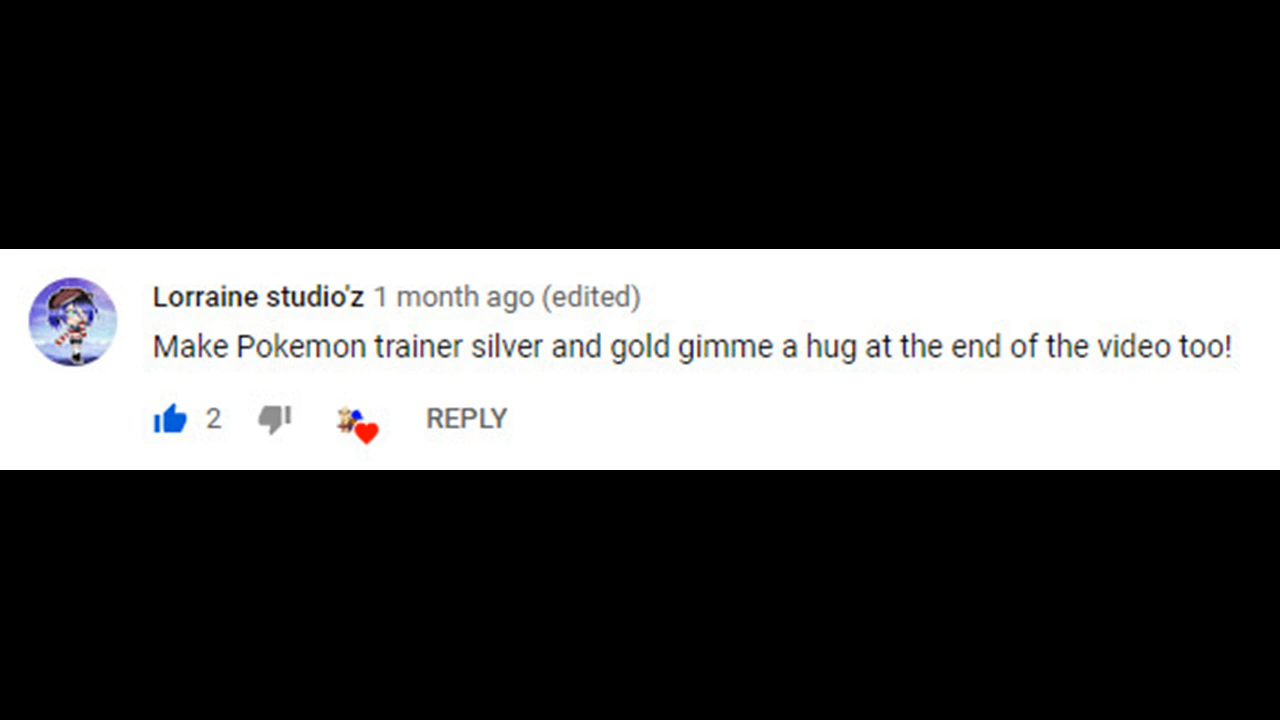 Lorraine studio'z 1 month ago (edited)
Make Pokemon trainer silver and gold gimme a hug at the end of the video too!
2 REPLY